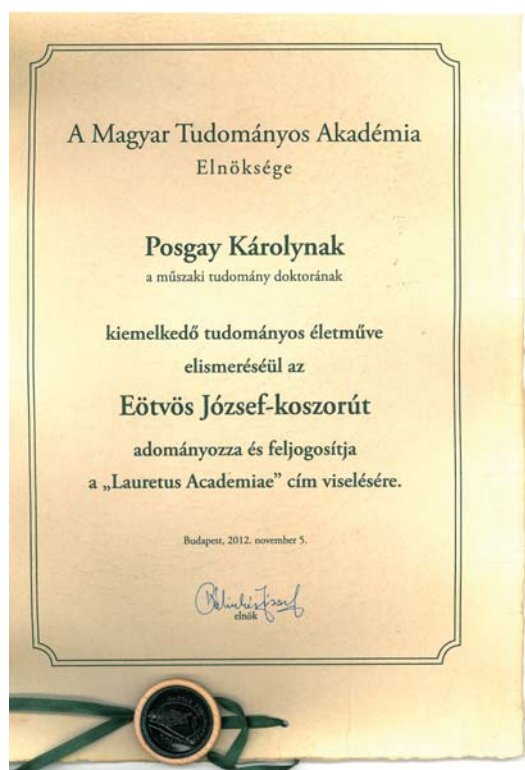 A Magyar Tudományos Akadémia
Elnöksége
Posgay Károlynak
a műszaki tudomány doktorának
kiemelkedő tudományos életműve
elismeréséül az
Eötvös József-koszorút
adományozza és feljogosítja
a „Lauretus Academiae” cím viselésére.
Budapest, 2012. november 5.
elnök